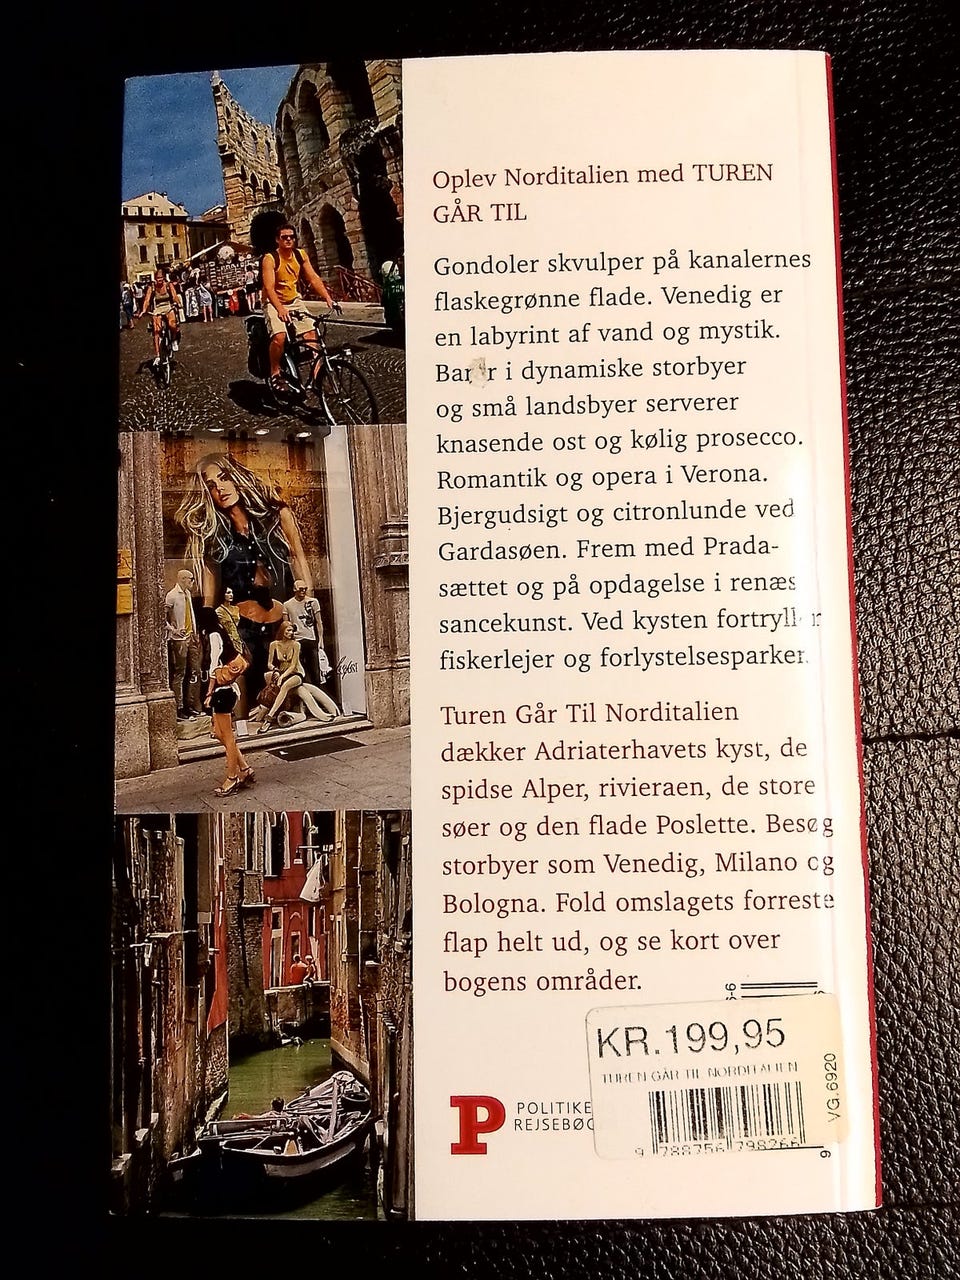 Oplev Norditalien med TUREN
GÅR TIL
Gondoler skvulper på kanalernes
flaskegrønne flade. Venedig er
en labyrint af vand og mystik.
i dynamiske storbyer
og små landsbyer serverer
knasende ost og kølig prosecco.
Romantik og opera i Verona.
Bjergudsigt og citronlunde ved
Gardasøen. Frem med Prada-
sættet og på opdagelse i renæs
sancekunst. Ved kysten fortryller
fiskerlejer og forlystelsesparker.
Turen Går Til Norditalien
dækker Adriaterhavets kyst, de
spidse Alper, rivieraen, de store
søer og den flade Poslette. Besøg
storbyer som Venedig, Milano og
Bologna. Fold omslagets forreste
flap helt ud, og se kort over
bogens områder.
KR.199,95
TUREN GÅR TIL NORDITALIEN
VG.6920
9 788756 798266
POLITIKE
REJSEBØG